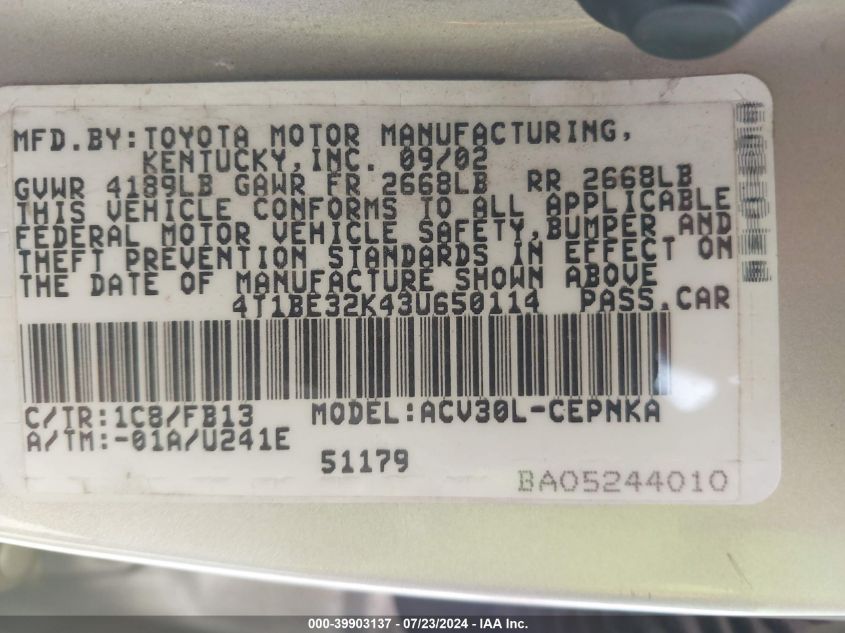 MFD.BY:TOYOTA MOTOR MANUFACTURING,
KENTUCKY,INC. 09/02
GVWR 4189LB GAWR FR 2668LB RR 2668LB
THIS VEHICLE CONFORMS TO ALL APPLICABLE
FEDERAL MOTOR VEHICLE SAFETY,BUMPER AND
THEFT PREVENTION STANDARDS IN EFFECT ON
THE DATE OF MANUFACTURE SHOWN ABOVE
4T1BE32K43U650114 PASS.CAR
C/TR:1C8/FB13 MODEL:ACV30L-CEPNKA
A/TM:-01A/U241E
51179
BA05244010
000-39903137 - 07/23/2024 - IAA Inc.